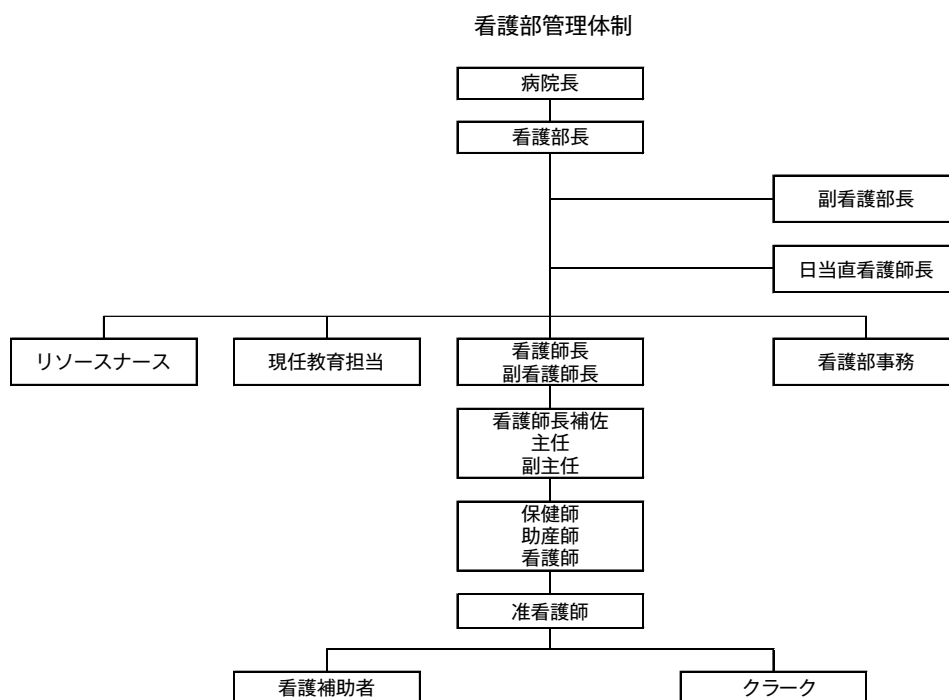 看護部管理体制
病院長
看護部長
副看護部長
日当直看護師長
リソースナース
現任教育担当
看護師長
副看護師長
看護部事務
看護師長補佐
主任
副主任
保健師
助産師
看護師
准看護師
看護補助者
クラーク